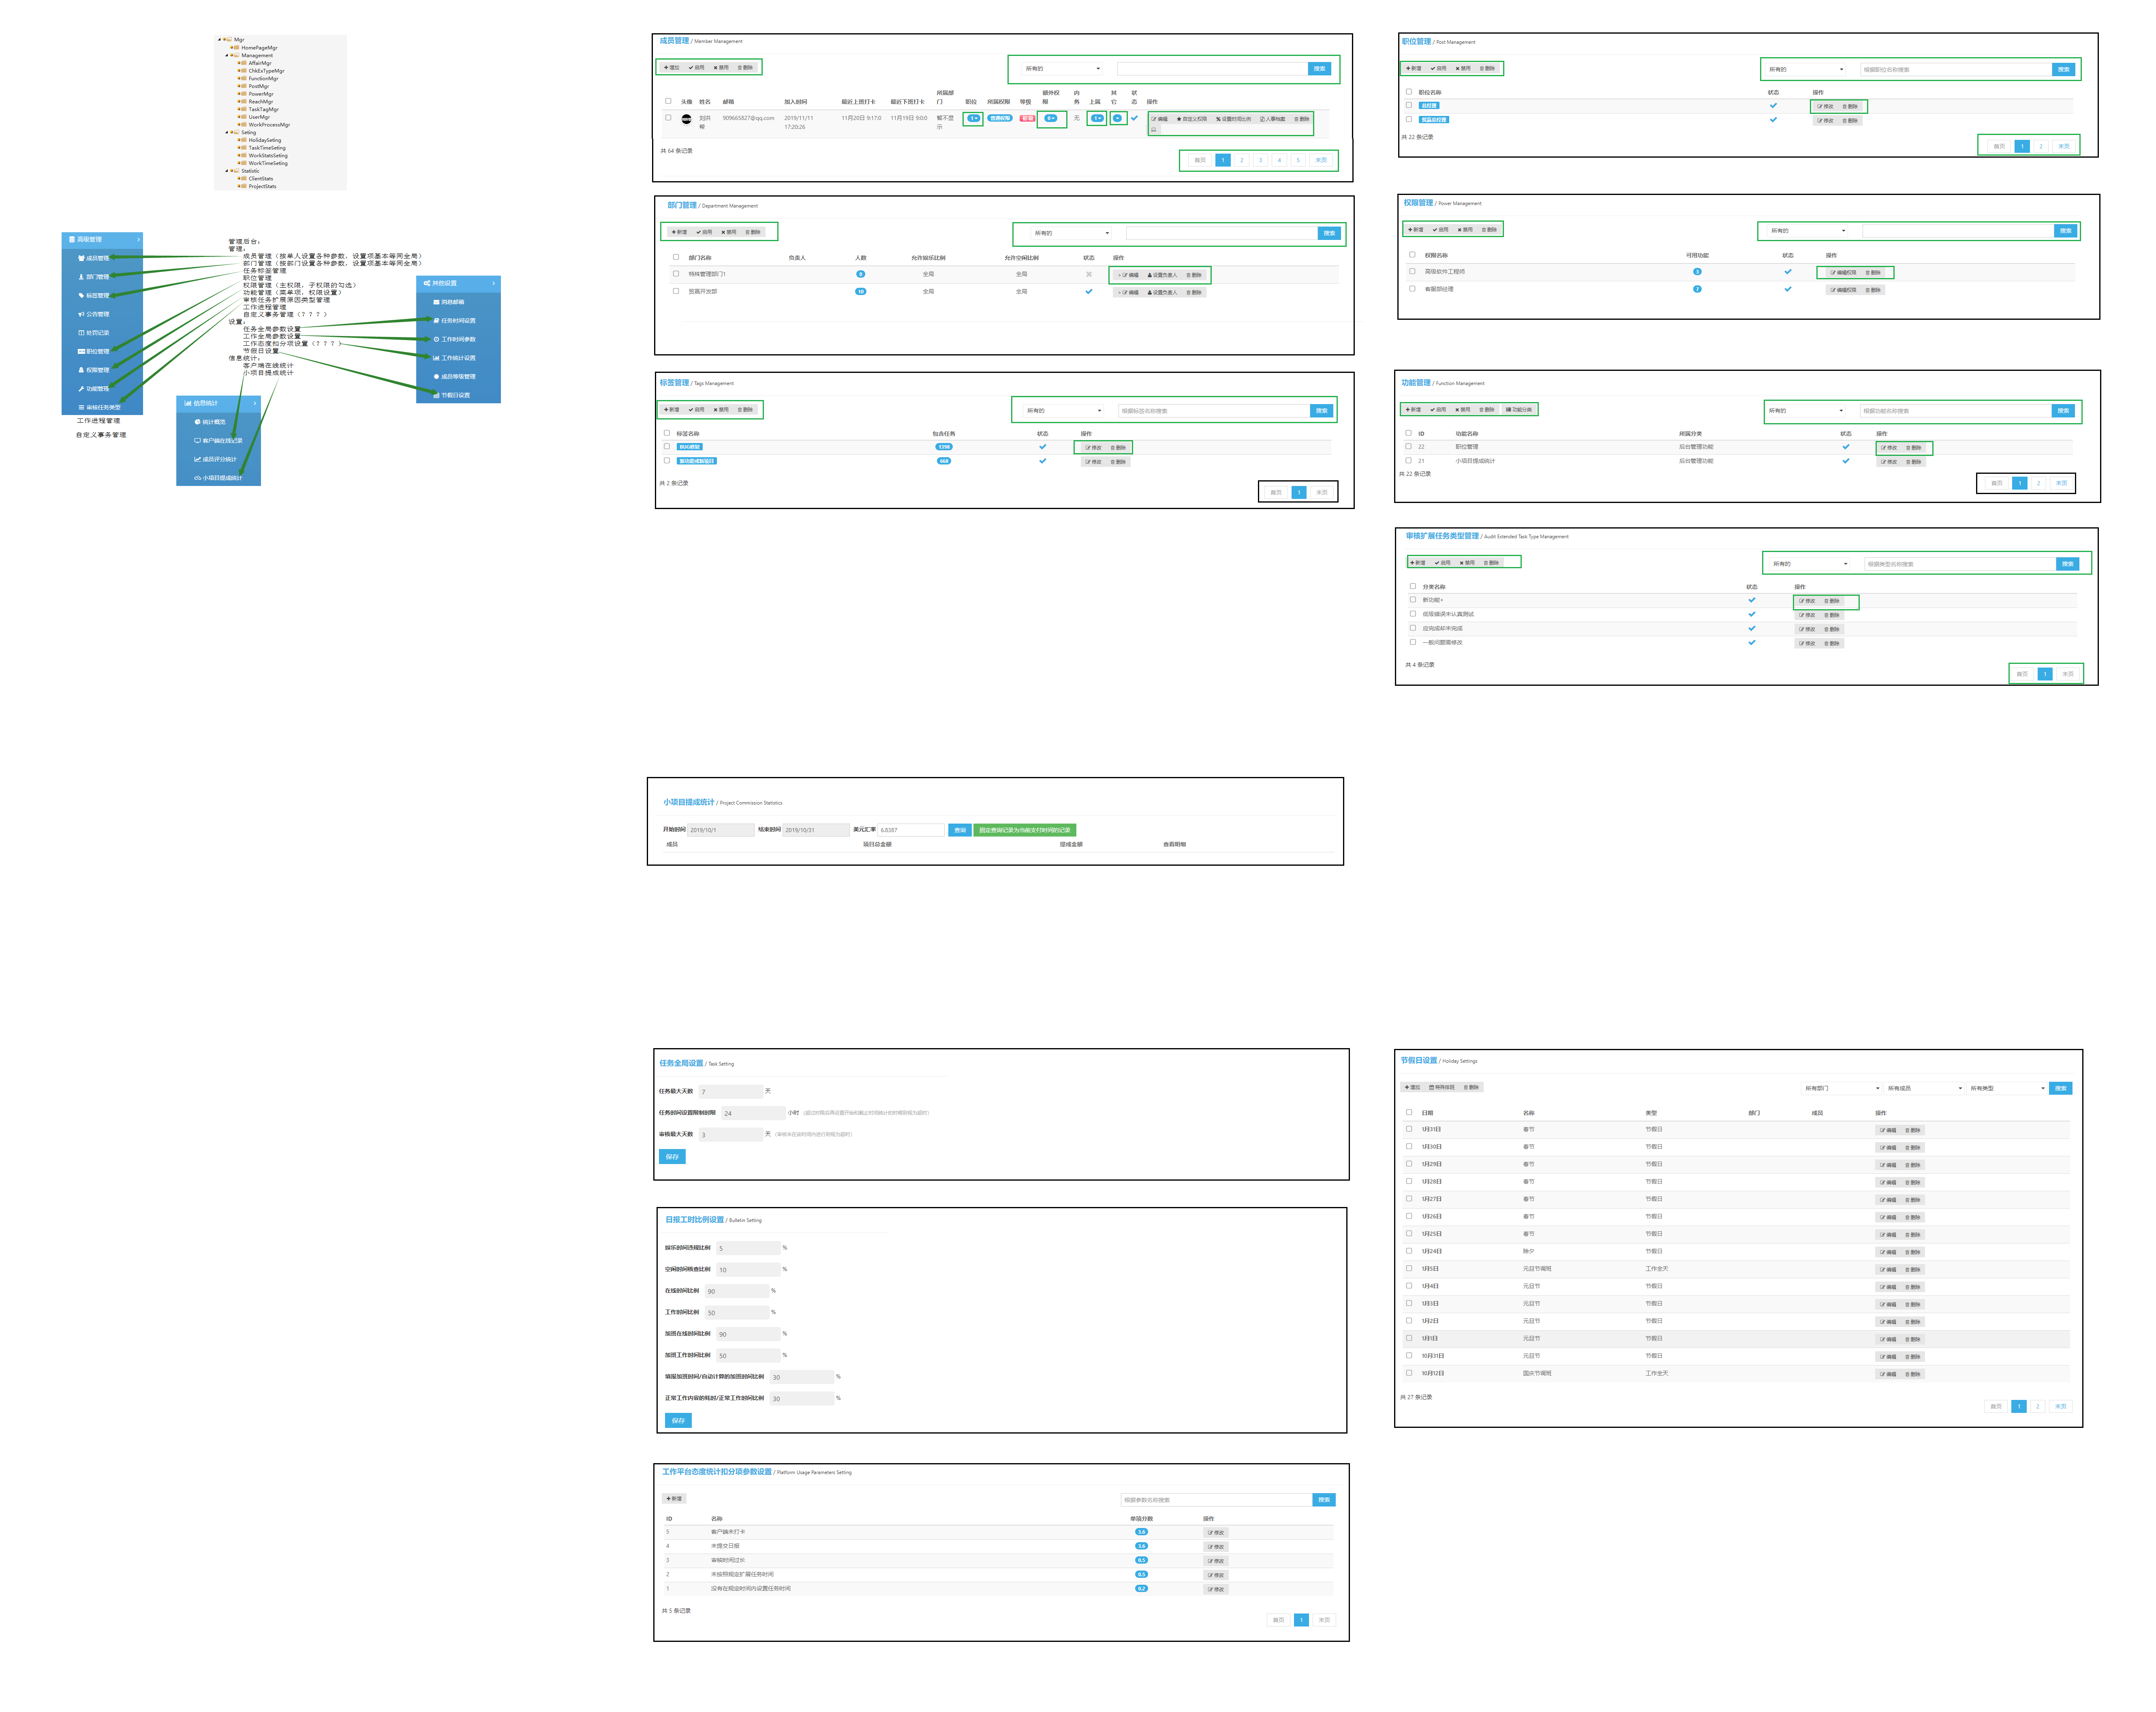 Mgr
HomePageMgr
Management
AffairMgr
ChkExTypeMgr
FunctionMgr
PostMgr
PowerMgr
ReachMgr
TaskTagMgr
UserMgr
WorkProcessMgr
Seting
HolidaySeting
TaskTimeSeting
WorkStatsSeting
WorkTimeSeting
Statistic
ClientStats
ProjectStats
高级管理
成员管理
部门管理
标签管理
公告管理
处罚记录
职位管理
权限管理
功能管理
审核任务类型
工作进程管理
自定义事务管理
管理后台:
管理:
成员管理(按单人设置各种参数,设置项基本等同全局)
部门管理(按部门设置各种参数,设置项基本等同全局)
任务标签管理
职位管理
权限管理(主权限,子权限的勾选)
功能管理(菜单项,权限设置)
审核任务扩展原因类型管理
工作进程管理
自定义事务管理(???)
设置:
任务全局参数设置
工作全局参数设置
工作态度扣分项设置(???)
节假日设置
信息统计:
客户端在线统计
小项目提成统计
其他设置
消息邮箱
任务时间设置
工作时间参数
工作统计设置
成员等级管理
节假日设置
信息统计
统计概览
客户端在线记录
成员评分统计
小项目提成统计
成员管理 / Member Management
增加 启用 禁用 删除 所有的 搜索
头像 姓名 邮箱 加入时间 最近上班打卡 最近下班打卡 所属部门 职位 所属权限 等级 额外权限 内务 上属 其它 状态 操作
909665827@qq.com 2019/11/11 17:20:26 11月20日 9:17:0 11月19日 9:0:0 暂不显示 1 普通权限 0 无 1 编辑 自定义权限 设置时间比例 人事档案 删除
共 64 条记录
首页 1 2 3 4 5 末页
部门管理 / Department Management
新增 启用 禁用 删除 所有的 搜索
部门名称 负责人 人数 允许娱乐比例 允许空闲比例 状态 操作
特殊管理部门1 0 全局 全局 编辑 设置负责人 删除
贸易开发部 10 全局 全局 编辑 设置负责人 删除
标签管理 / Tags Management
新增 启用 禁用 删除 所有的 根据标签名称搜索 搜索
标签名称 包含任务 状态 操作
BUG修复 1298 修改 删除
新功能或新项目 668 修改 删除
共 2 条记录
首页 1 末页
职位管理 / Post Management
新增 启用 禁用 删除 所有的 根据职位名称搜索 搜索
职位名称 状态 操作
总经理 修改 删除
贸易总经理 修改 删除
共 22 条记录
首页 1 2 末页
权限管理 / Power Management
新增 启用 禁用 删除 所有的 搜索
权限名称 可用功能 状态 操作
高级软件工程师 3 编辑权限 删除
客服部经理 2 编辑权限 删除
功能管理 / Function Management
新增 启用 禁用 删除 功能分类 所有的 根据功能名称搜索 搜索
ID 功能名称 所属分类 状态 操作
22 职位管理 后台管理功能 修改 删除
21 小项目提成统计 后台管理功能 修改 删除
共 22 条记录
首页 1 2 末页
审核扩展任务类型管理 / Audit Extended Task Type Management
新增 启用 禁用 删除 所有的 根据类型名称搜索 搜索
分类名称 状态 操作
新功能+ 修改 删除
低级错误未认真测试 修改 删除
应完成却未完成 修改 删除
一般问题需修改 修改 删除
共 4 条记录
首页 1 末页
小项目提成统计 / Project Commission Statistics
开始时间 2019/10/1 结束时间 2019/10/31 美元汇率 6.8387 查询 固定查询记录为当前支付时间的记录
成员 项目总金额 提成金额 查看明细
任务全局设置 / Task Setting
任务最大天数 7 天
任务时间设置限制时限 24 小时
审核最大天数 3 天 (审核未在该时间内进行则视为超时)
保存
日报工时比例设置 / Bulletin Setting
娱乐时间违规比例 5 %
空闲时间核查比例 10 %
在线时间比例 90 %
工作时间比例 50 %
加班在线时间比例 90 %
加班工作时间比例 50 %
填报加班时间/自动计算的加班时间比例 30 %
正常工作内容的耗时/正常工作时间比例 30 %
保存
工作平台态度统计扣分项参数设置 / Platform Usage Parameters Setting
新增 根据参数名称搜索 搜索
ID 名称 单项分数 操作
5 客户端未打卡 3.6 修改
4 未提交日报 3.6 修改
3 审核时间过长 0.5 修改
2 未按照规定扩展任务时间 0.5 修改
1 没有在规定时间内设置任务时间 0.2 修改
共 5 条记录
首页 1 末页
节假日设置 / Holiday Settings
增加 特殊排班 删除 所有部门 所有成员 所有类型 搜索
日期 名称 类型 部门 成员 操作
1月31日 春节 节假日 编辑 删除
1月30日 春节 节假日 编辑 删除
1月29日 春节 节假日 编辑 删除
1月28日 春节 节假日 编辑 删除
1月27日 春节 节假日 编辑 删除
1月26日 春节 节假日 编辑 删除
1月25日 春节 节假日 编辑 删除
1月24日 除夕 节假日 编辑 删除
1月5日 元旦节调班 工作全天 编辑 删除
1月4日 元旦节 节假日 编辑 删除
1月3日 元旦节 节假日 编辑 删除
1月2日 元旦节 节假日 编辑 删除
1月1日 元旦节 节假日 编辑 删除
10月31日 元旦节 节假日 编辑 删除
10月12日 国庆节调班 工作全天 编辑 删除
共 27 条记录
首页 1 2 末页